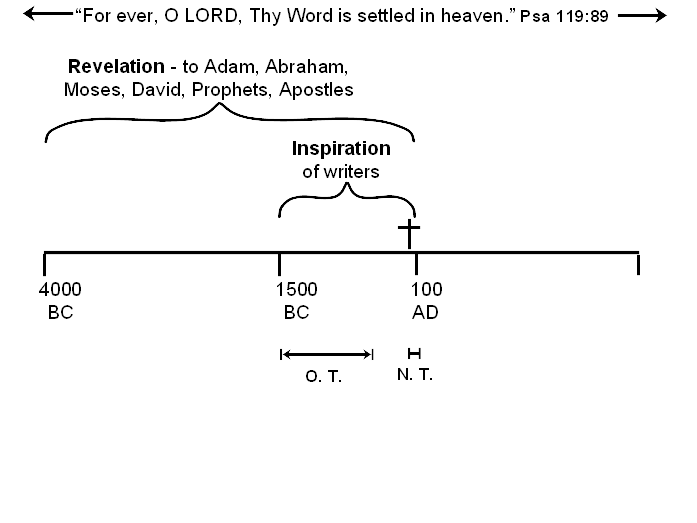 “For ever, O LORD, Thy Word is settled in heaven.” Psa 119:89
Revelation - to Adam, Abraham,
Moses, David, Prophets, Apostles
Inspiration
of writers
4000 1500 100
BC BC AD
O. T. N. T.